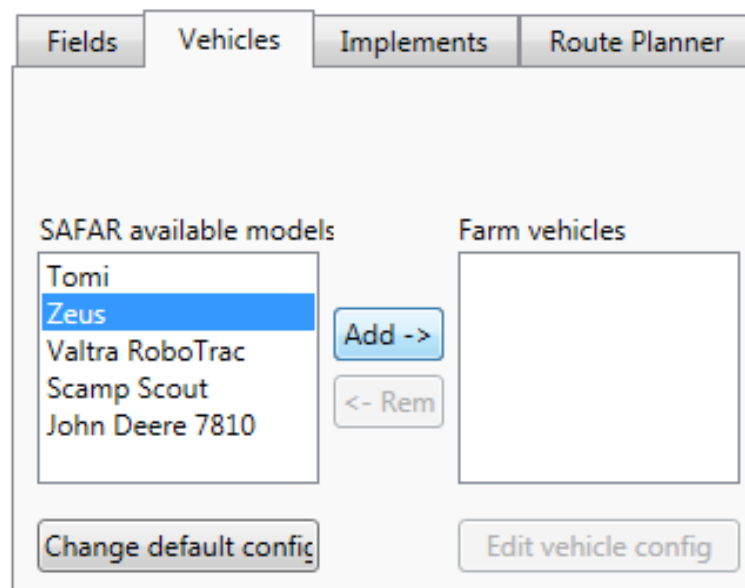 Fields Vehicles Implements Route Planner
SAFAR available models Farm vehicles
Tomi
Zeus
Valtra RoboTrac
Scamp Scout
John Deere 7810
Add ->
<- Rem
Change default config Edit vehicle config